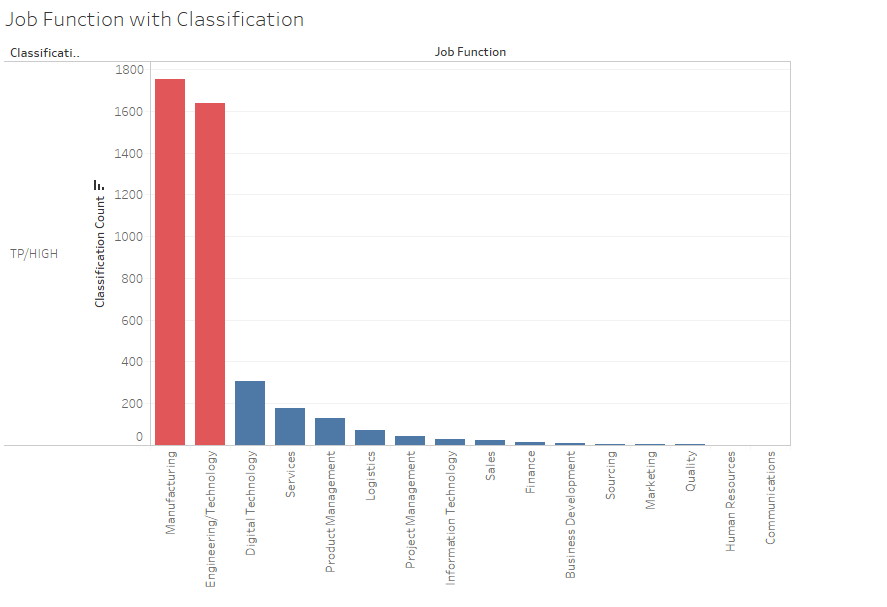 Job Function with Classification
Classificati..
Job Function
Classification Count
1800
1600
1400
1200
1000
800
600
400
200
0
TP/HIGH
Manufacturing
Engineering/Technology
Digital Technology
Services
Product Management
Logistics
Project Management
Information Technology
Sales
Finance
Business Development
Sourcing
Marketing
Quality
Human Resources
Communications